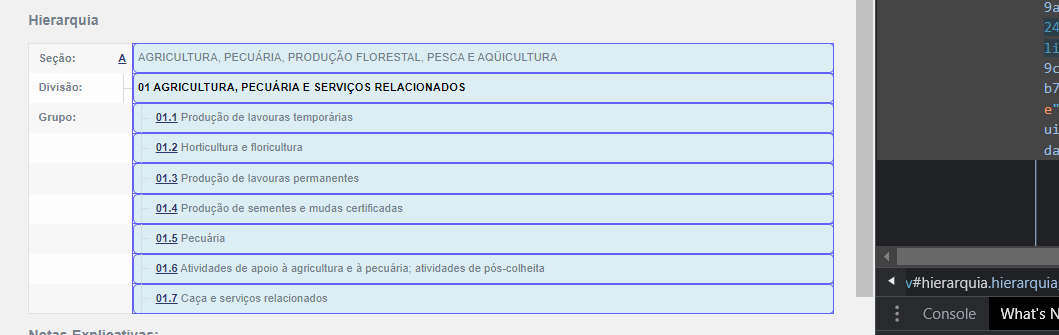 Hierarquia
Seção: A AGRICULTURA, PECUÁRIA, PRODUÇÃO FLORESTAL, PESCA E AQÜICULTURA
Divisão: 01 AGRICULTURA, PECUÁRIA E SERVIÇOS RELACIONADOS
Grupo: 01.1 Produção de lavouras temporárias
01.2 Horticultura e floricultura
01.3 Produção de lavouras permanentes
01.4 Produção de sementes e mudas certificadas
01.5 Pecuária
01.6 Atividades de apoio à agricultura e à pecuária; atividades de pós-colheita
01.7 Caça e serviços relacionados
Notas Explicativas:
9a
24
li
9c
b7
e"
ui
da
v#hierarquia.hierarquia
Console What's N